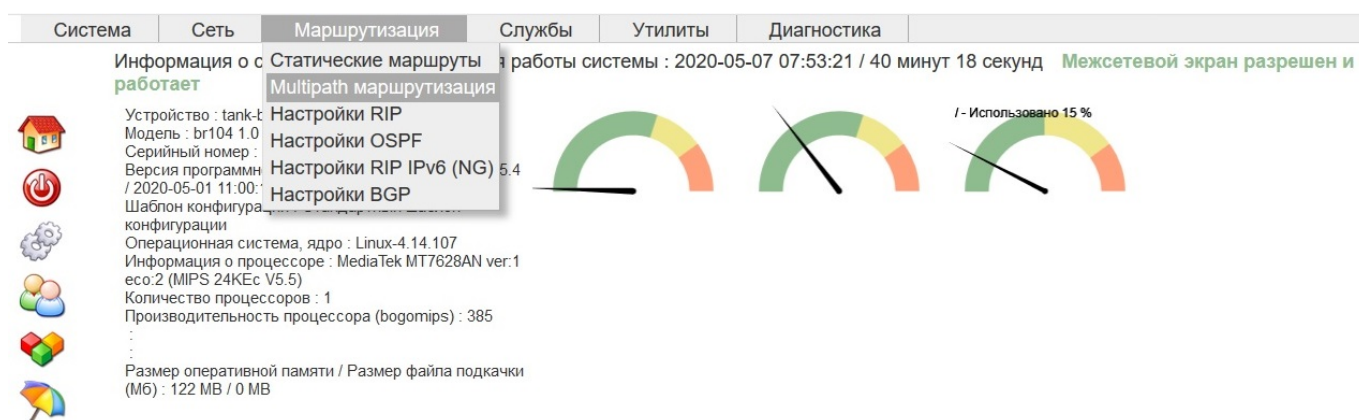 Система Сеть Маршрутизация Службы Утилиты Диагностика
Информация о работы системы : 2020-05-07 07:53:21 / 40 минут 18 секунд Межсетевой экран разрешен и
работает
Статические маршруты
Multipath маршрутизация
Настройки RIP
Настройки OSPF
Настройки RIP IPv6 (NG)
Настройки BGP
Устройство :
Модель : br104 1.0
Серийный номер :
Версия 5.4
/ 2020-05-01 11:00:
Шаблон
конфигурации
Операционная система, ядро : Linux-4.14.107
Информация о процессоре : MediaTek MT7628AN ver:1
eco:2 (MIPS 24KEc V5.5)
Количество процессоров : 1
Производительность процессора (bogomips) : 385
:
:
Размер оперативной памяти / Размер файла подкачки
(Мб) : 122 MB / 0 MB
/ - Использовано 15 %